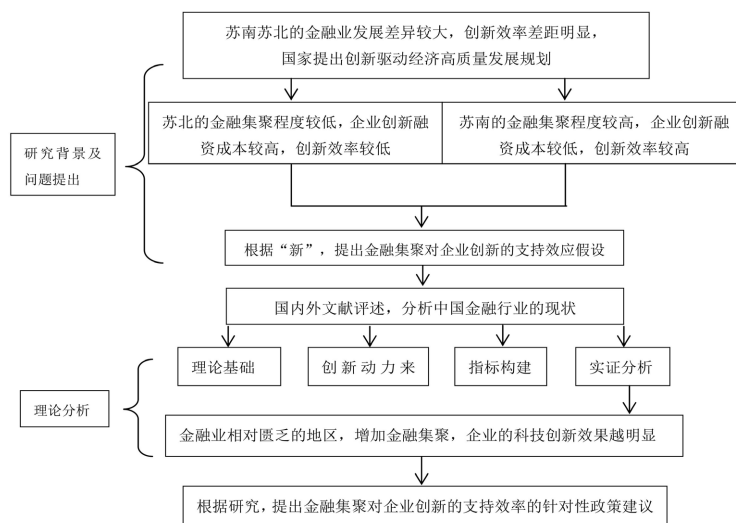 苏南苏北的金融业发展差异较大，创新效率差距明显，
国家提出创新驱动经济高质量发展规划
苏北的金融集聚程度较低，企业创新融
资成本较高，创新效率较低
苏南的金融集聚程度较高，企业创新融
资成本较低，创新效率较高
研究背景及
问题提出
根据“新”，提出金融集聚对企业创新的支持效应假设
国内外文献评述，分析中国金融行业的现状
理论基础
创新动力来
指标构建
实证分析
理论分析
金融业相对匮乏的地区，增加金融集聚，企业的科技创新效果越明显
根据研究，提出金融集聚对企业创新的支持效率的针对性政策建议